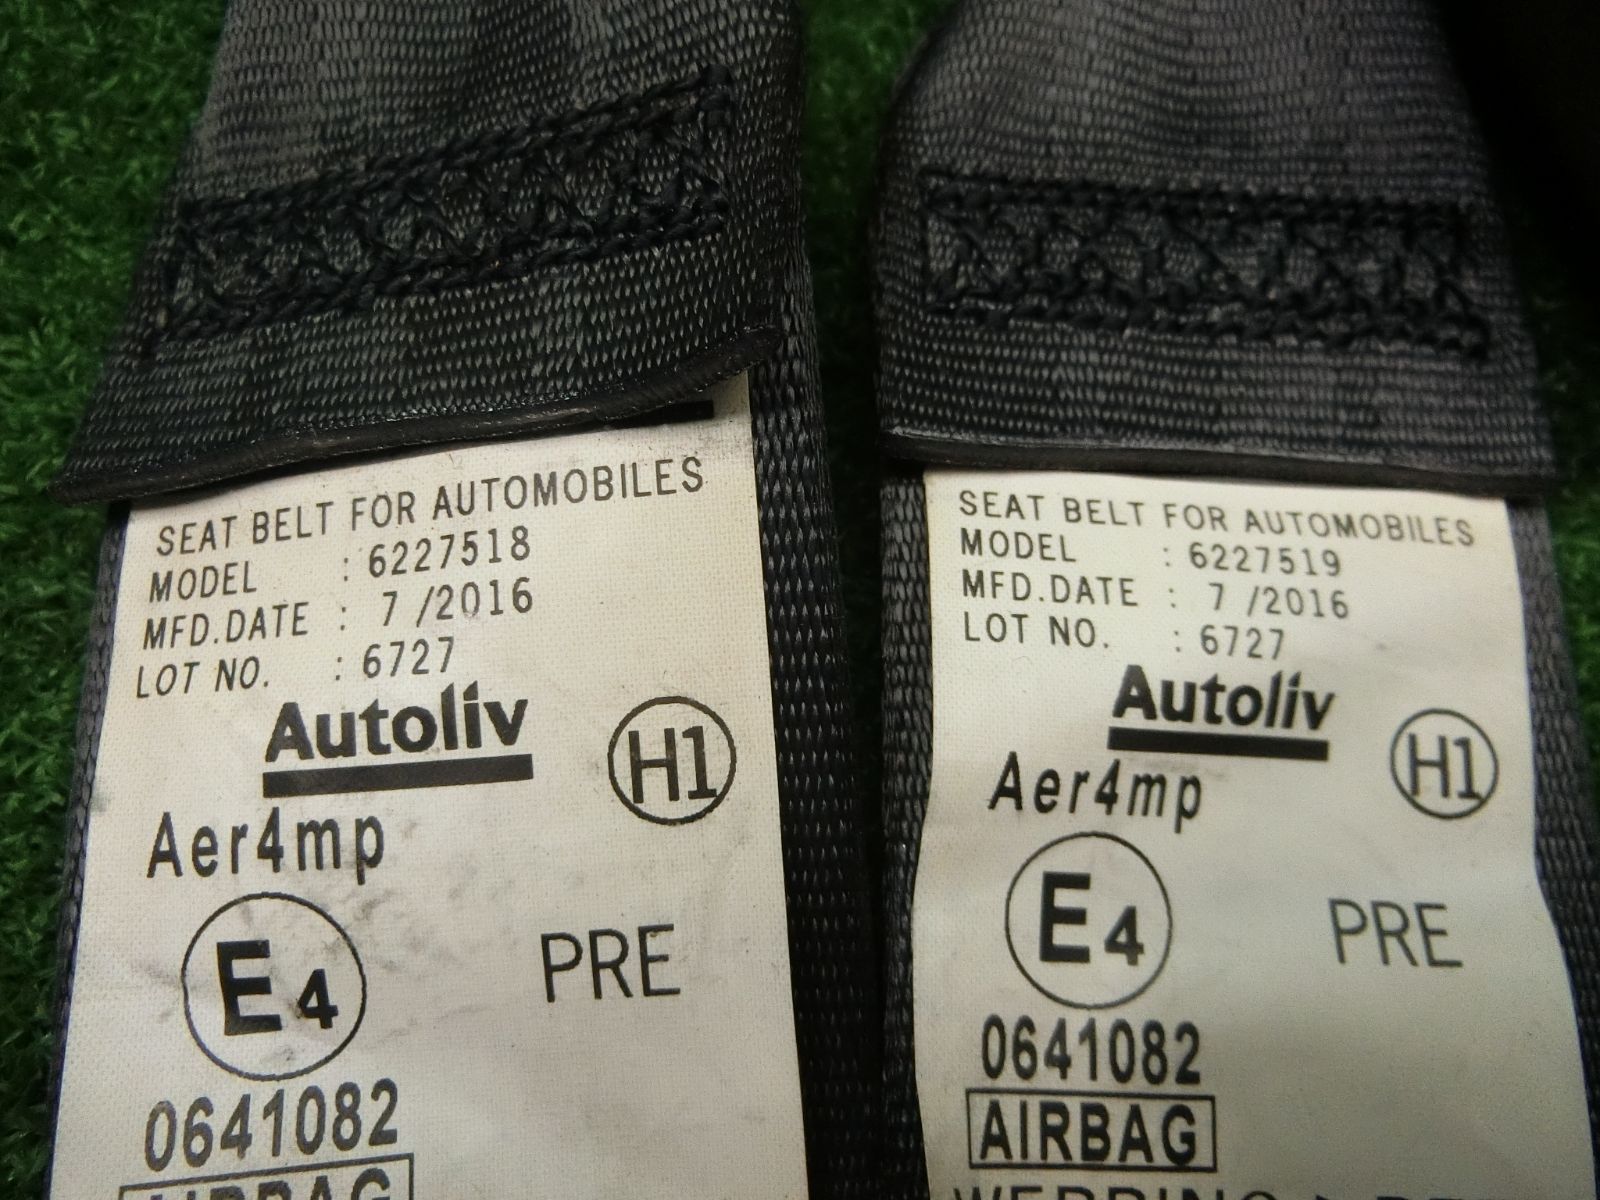 SEAT BELT FOR AUTOMOBILES
MODEL : 6227518
MFD.DATE : 7 /2016
LOT NO. : 6727
Autoliv
H1
Aer4mp
E4
PRE
0641082
AIRBAG
SEAT BELT FOR AUTOMOBILES
MODEL : 6227519
MFD.DATE : 7 /2016
LOT NO. : 6727
Autoliv
H1
Aer4mp
E4
PRE
0641082
AIRBAG